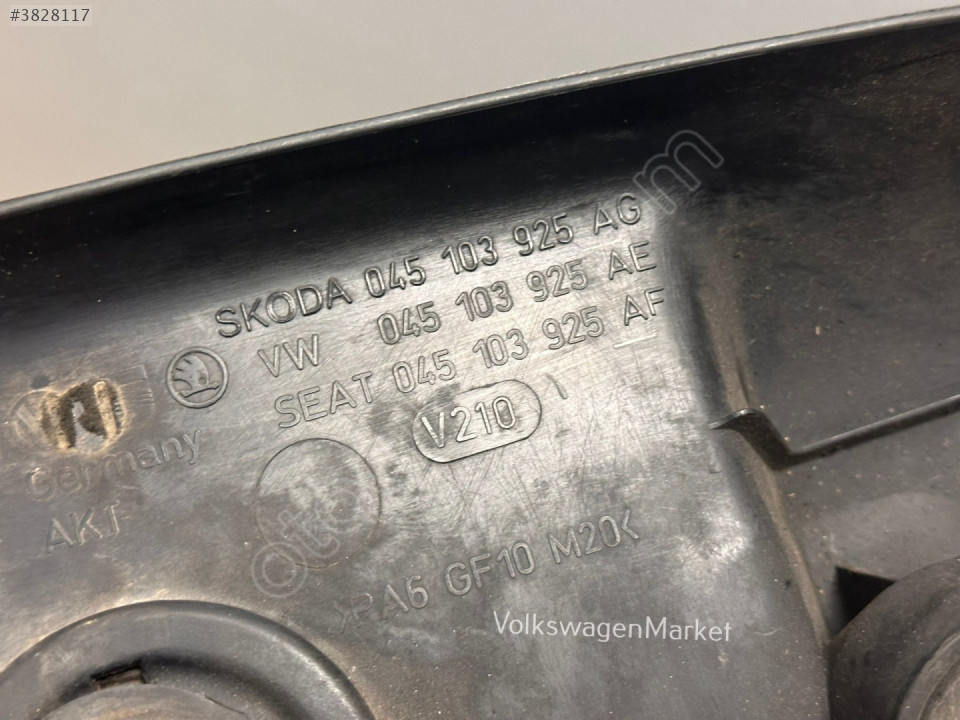 #3828117
SKODA 045 103 925 AG
VW 045 103 925 AE
SEAT 045 103 925 AF
V210
Germany
AKF
>PA6 GF10 M20<
VolkswagenMarket